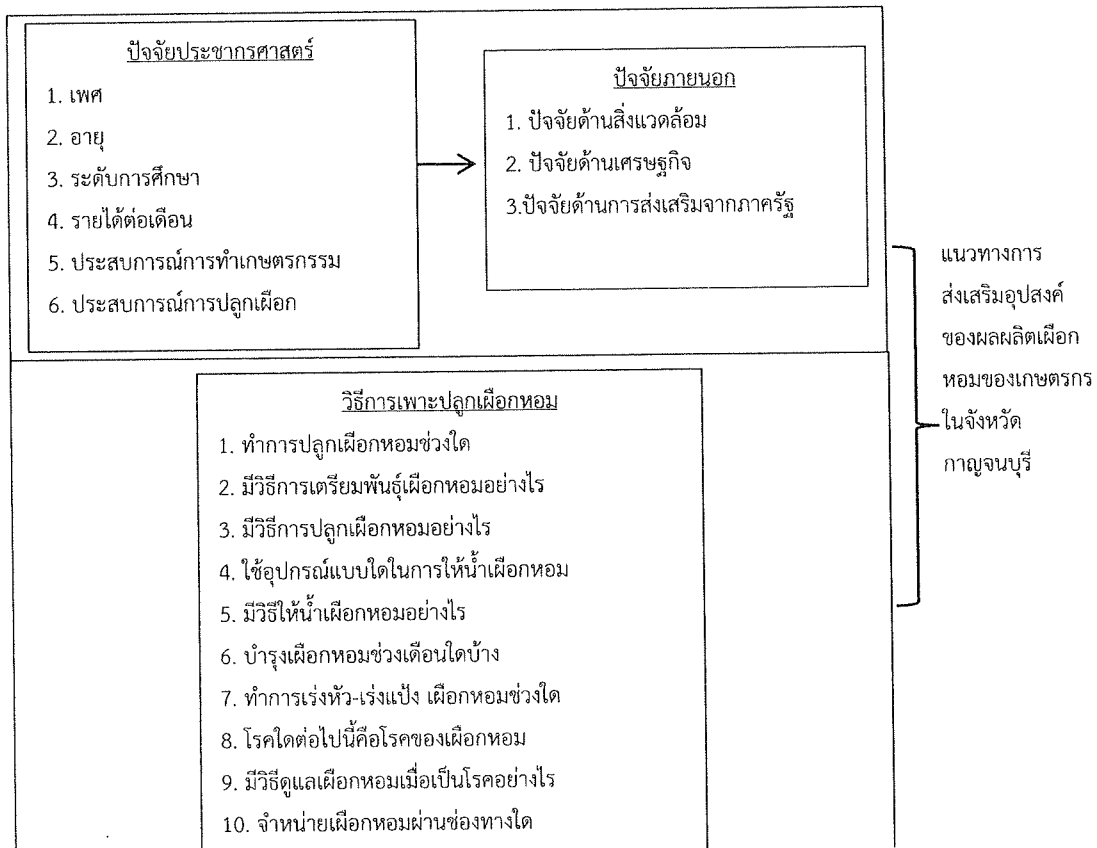 ปัจจัยประชากรศาสตร์
1. เพศ
2. อายุ
3. ระดับการศึกษา
4. รายได้ต่อเดือน
5. ประสบการณ์การทำเกษตรกรรม
6. ประสบการณ์การปลูกเผือก
ปัจจัยภายนอก
1. ปัจจัยด้านสิ่งแวดล้อม
2. ปัจจัยด้านเศรษฐกิจ
3.ปัจจัยด้านการส่งเสริมจากภาครัฐ
วิธีการเพาะปลูกเผือกหอม
1. ทำการปลูกเผือกหอมช่วงใด
2. มีวิธีการเตรียมพันธุ์เผือกหอมอย่างไร
3. มีวิธีการปลูกเผือกหอมอย่างไร
4. ใช้อุปกรณ์แบบใดในการให้น้ำเผือกหอม
5. มีวิธีให้น้ำเผือกหอมอย่างไร
6. บำรุงเผือกหอมช่วงเดือนใดบ้าง
7. ทำการเร่งหัว-เร่งแป้ง เผือกหอมช่วงใด
8. โรคใดต่อไปนี้คือโรคของเผือกหอม
9. มีวิธีดูแลเผือกหอมเมื่อเป็นโรคอย่างไร
10. จำหน่ายเผือกหอมผ่านช่องทางใด
แนวทางการ
ส่งเสริมอุปสงค์
ของผลผลิตเผือก
หอมของเกษตรกร
ในจังหวัด
กาญจนบุรี